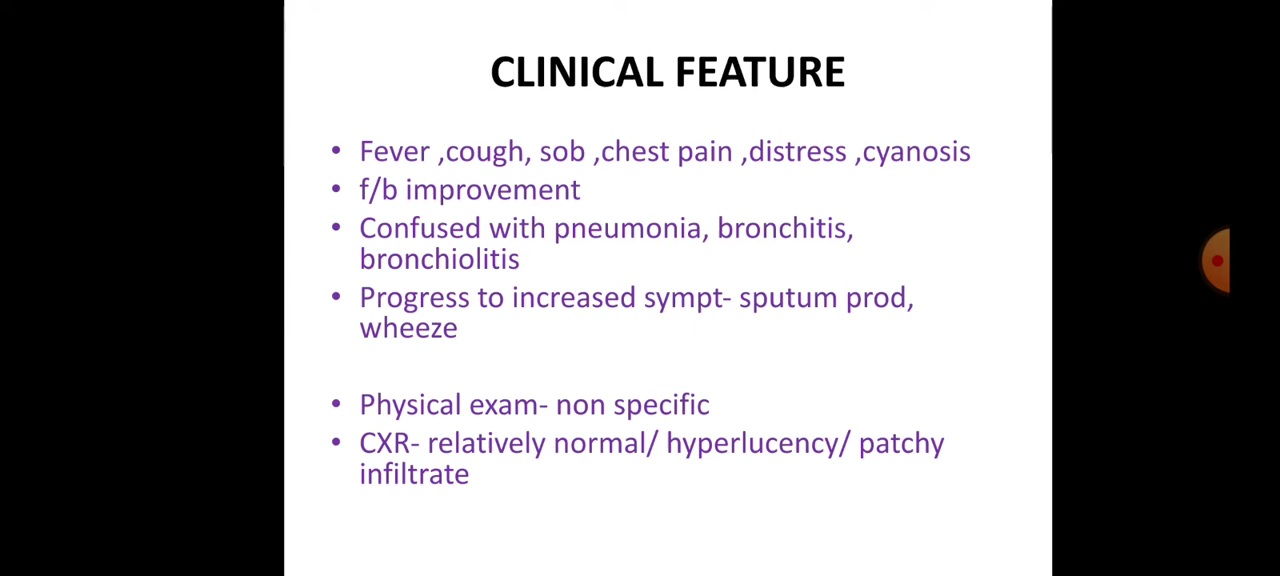 CLINICAL FEATURE
• Fever ,cough, sob ,chest pain ,distress ,cyanosis
• f/b improvement
• Confused with pneumonia, bronchitis,
bronchiolitis
• Progress to increased sympt- sputum prod,
wheeze
• Physical exam- non specific
• CXR- relatively normal/ hyperlucency/ patchy
infiltrate